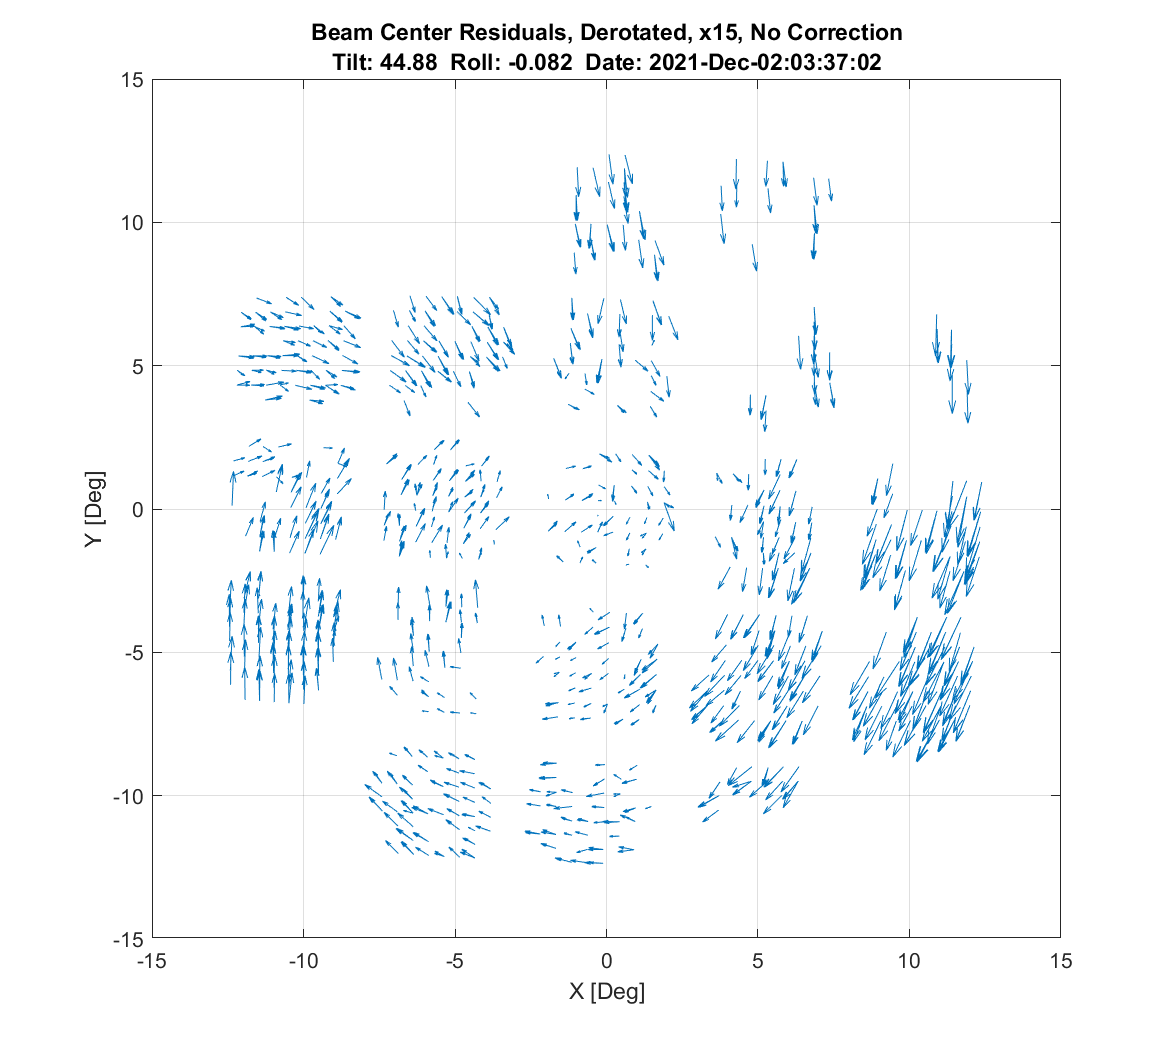 Beam Center Residuals, Derotated, x15, No Correction
Tilt: 44.88 Roll: -0.082 Date: 2021-Dec-02:03:37:02
15
10
5
0
-5
-10
-15
Y [Deg]
-15 -10 -5 0 5 10 15
X [Deg]